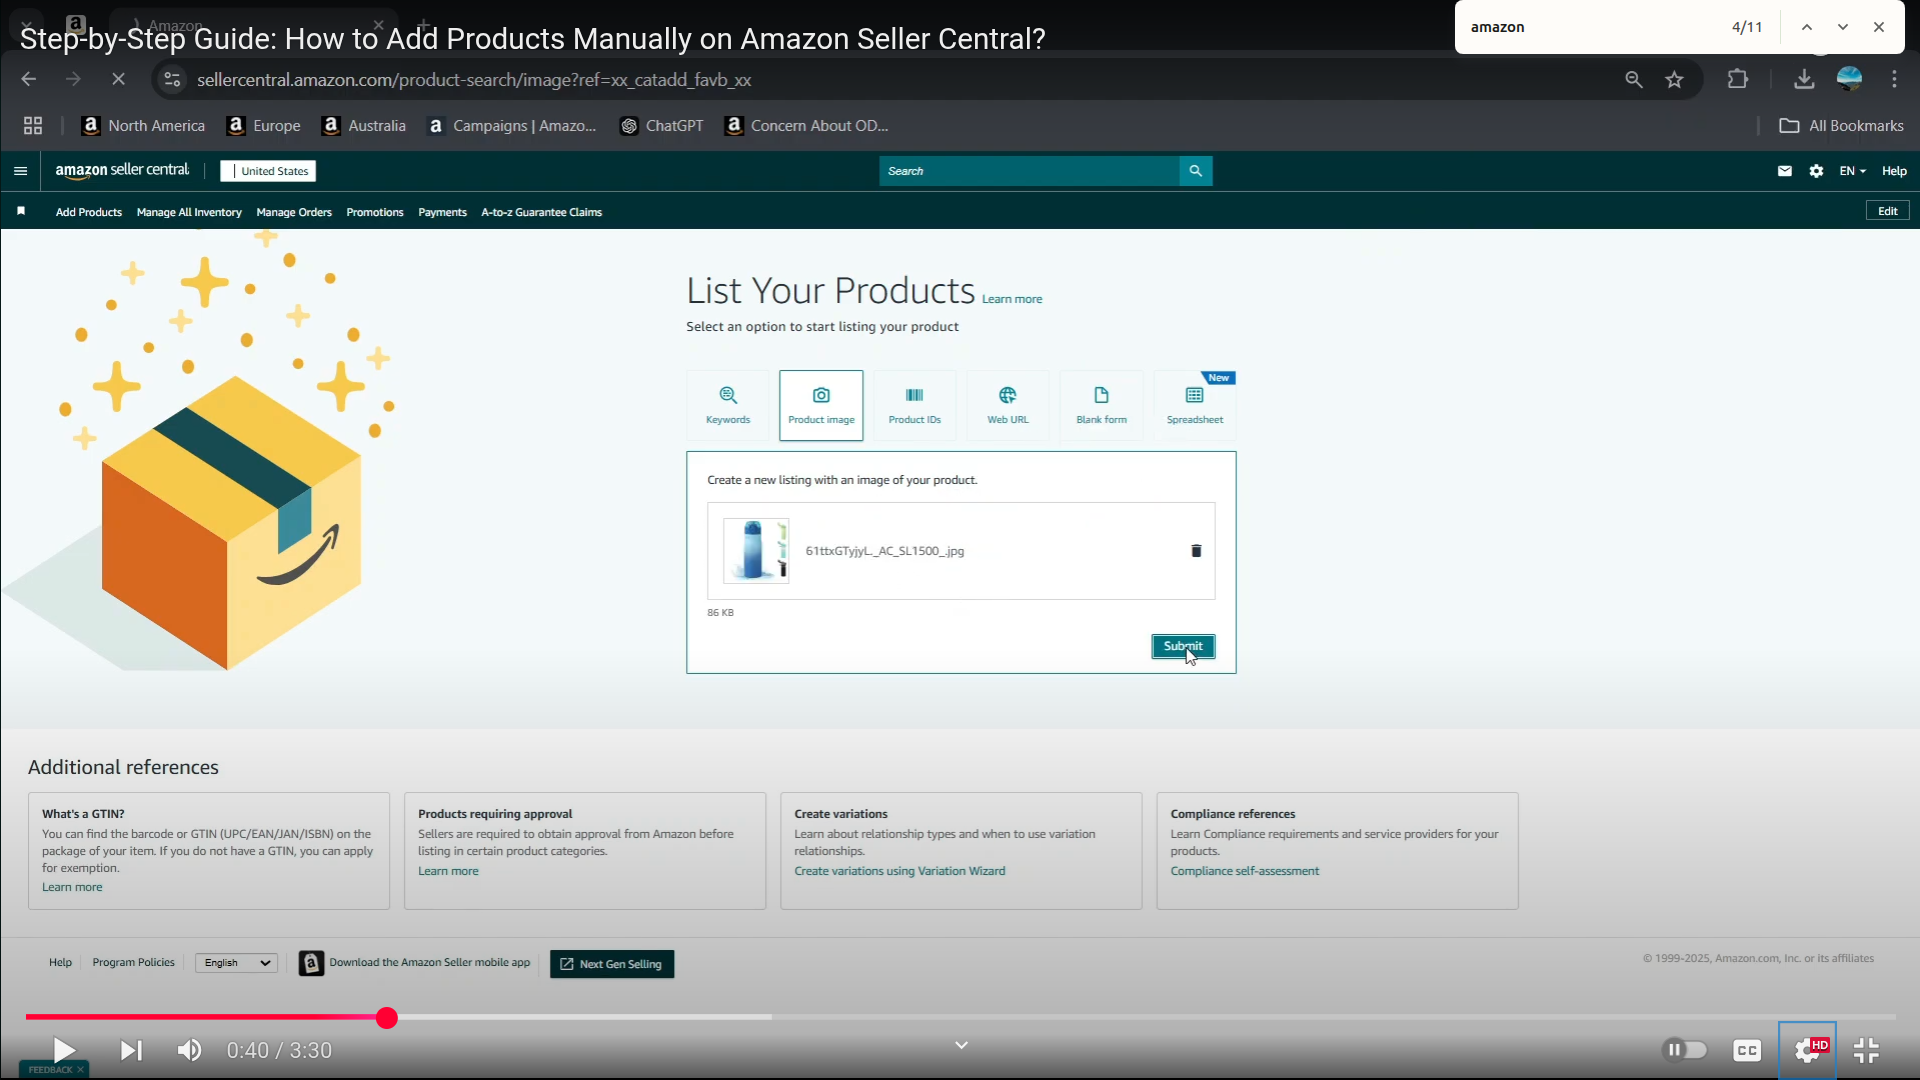 Amazon
Step-by-Step Guide: How to Add Products Manually on Amazon Seller Central?
amazon 4/11
sellercentral.amazon.com/product-search/image?ref=xx_catadd_favb_xx
North America Europe Australia Campaigns | Amazo... ChatGPT Concern About OD... All Bookmarks
amazon seller central United States Search EN Help
Add Products Manage All Inventory Manage Orders Promotions Payments A-to-z Guarantee Claims Edit
List Your Products Learn more
Select an option to start listing your product
New
Keywords Product image Product IDs Web URL Blank form Spreadsheet
Create a new listing with an image of your product.
61ttxGTyjyL._AC_SL1500_.jpg
86 KB
Submit
Additional references
What's a GTIN?
You can find the barcode or GTIN (UPC/EAN/JAN/ISBN) on the
package of your item. If you do not have a GTIN, you can apply
for exemption.
Learn more
Products requiring approval
Sellers are required to obtain approval from Amazon before
listing in certain product categories.
Learn more
Create variations
Learn about relationship types and when to use variation
relationships.
Create variations using Variation Wizard
Compliance references
Learn Compliance requirements and service providers for your
products.
Compliance self-assessment
Help Program Policies English Download the Amazon Seller mobile app Next Gen Selling © 1999-2025, Amazon.com, Inc. or its affiliates
0:40 / 3:30 CC HD
FEEDBACK